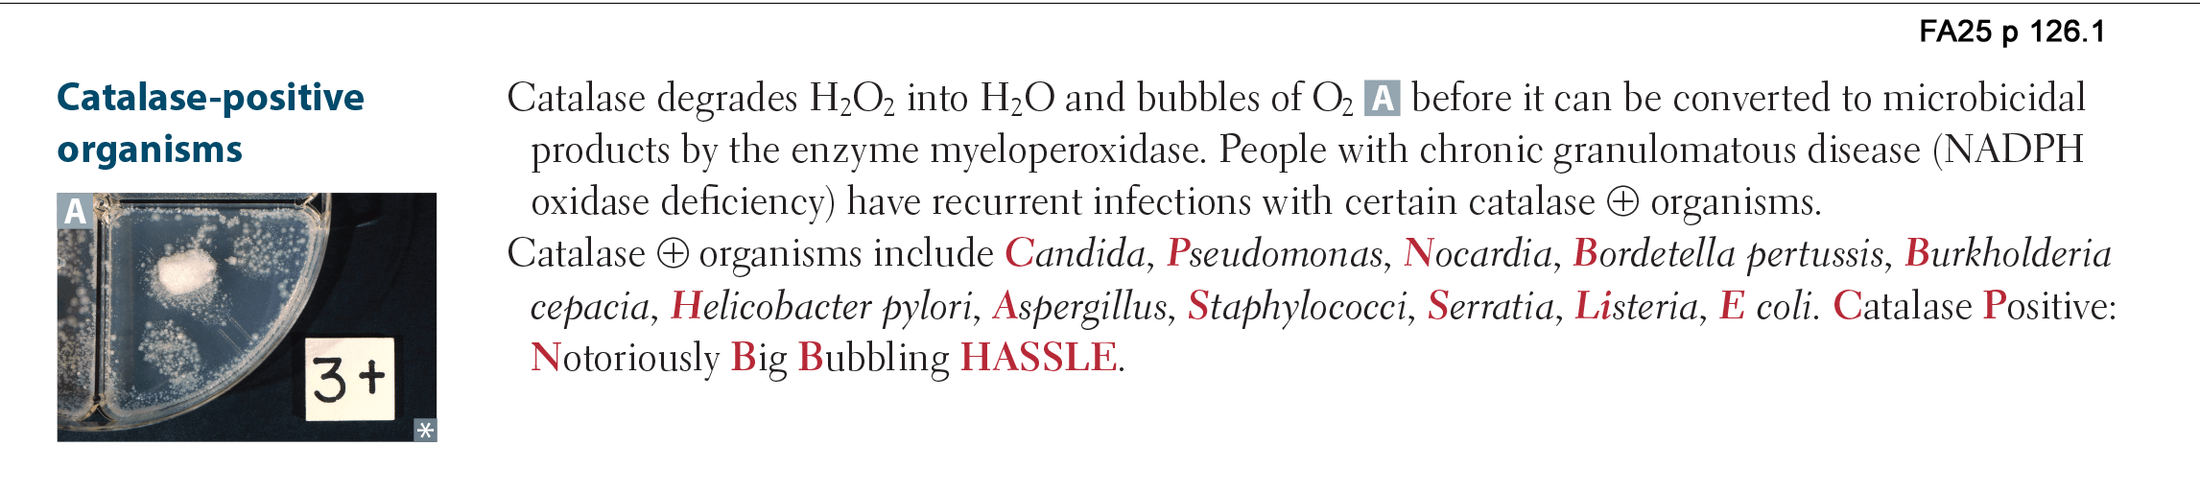 FA25 p 126.1
Catalase-positive
organisms
A
3+
*
Catalase degrades H₂O₂ into H₂O and bubbles of O₂ A before it can be converted to microbicidal
products by the enzyme myeloperoxidase. People with chronic granulomatous disease (NADPH
oxidase deficiency) have recurrent infections with certain catalase ⊕ organisms.
Catalase ⊕ organisms include Candida, Pseudomonas, Nocardia, Bordetella pertussis, Burkholderia
cepacia, Helicobacter pylori, Aspergillus, Staphylococci, Serratia, Listeria, E coli. Catalase Positive:
Notoriously Big Bubbling HASSLE.